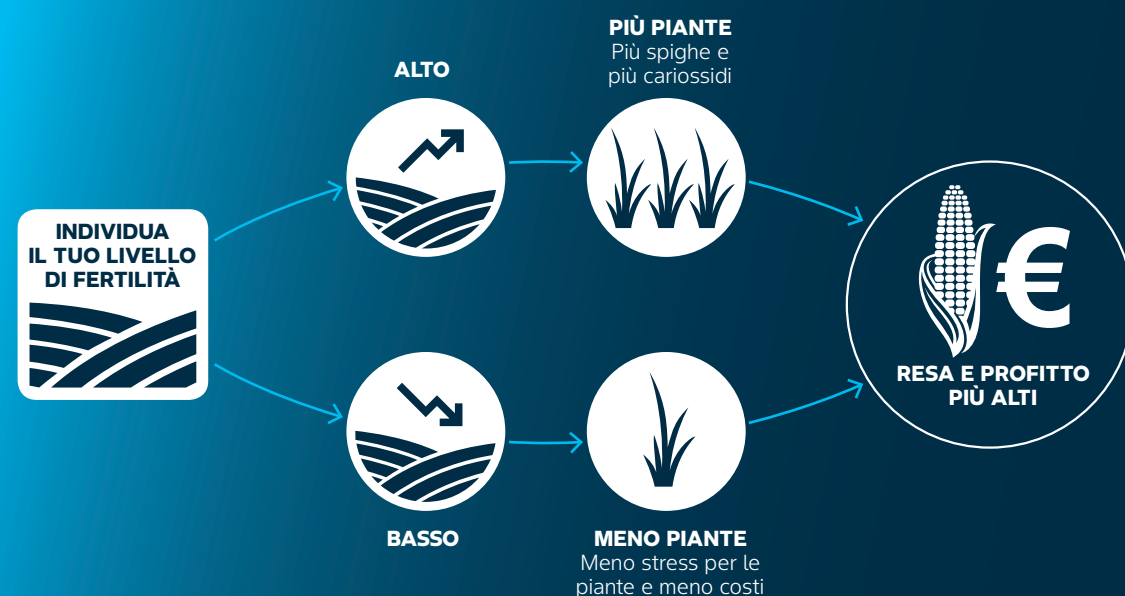 INDIVIDUA
IL TUO LIVELLO
DI FERTILITÀ
ALTO
PIÙ PIANTE
Più spighe e
più cariossidi
BASSO
MENO PIANTE
Meno stress per le
piante e meno costi
€
RESA E PROFITTO
PIÙ ALTI